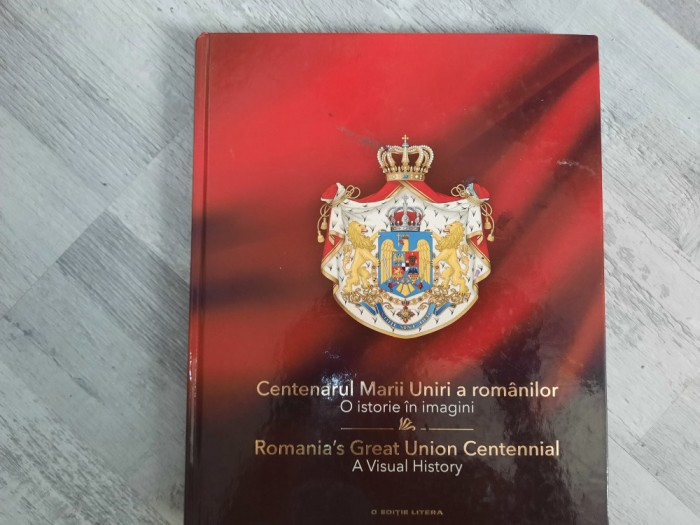 Centenarul Marii Uniri a românilor
O istorie în imagini
Romania's Great Union Centennial
A Visual History
O EDIȚIE LITERA